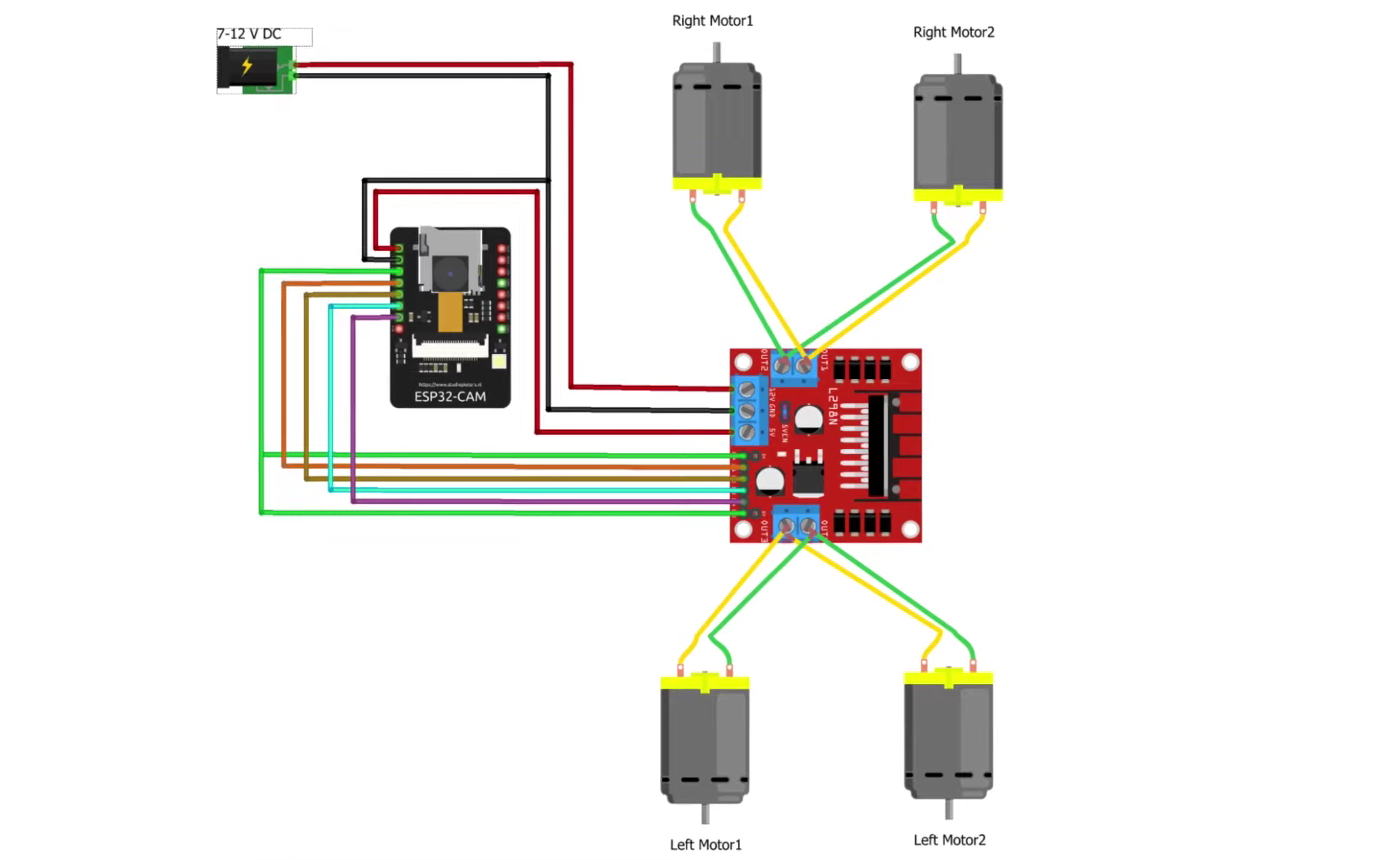 Right Motor1
Right Motor2
7-12 V DC
OUT2
OUT1
12V
GND
5V
5VEN
L298N
https://www.studiopieters.nl
ESP32-CAM
OUT3
OUT
Left Motor1
Left Motor2